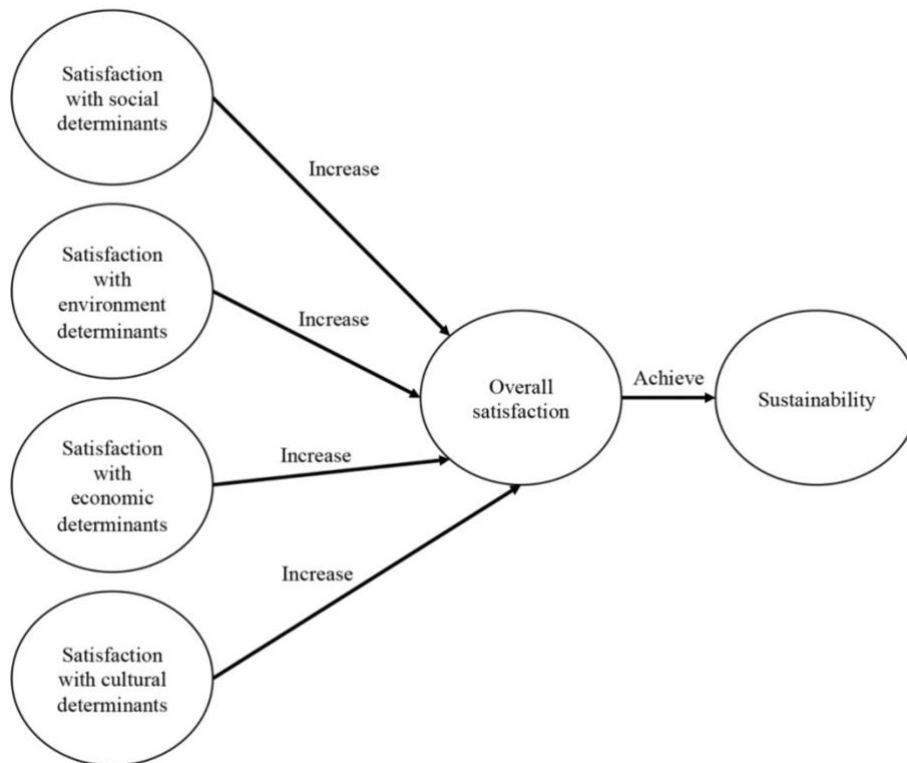 Satisfaction
with social
determinants
Increase
Satisfaction
with
environment
determinants
Increase
Overall
satisfaction
Achieve
Sustainability
Satisfaction
with
economic
determinants
Increase
Satisfaction
with cultural
determinants
Increase